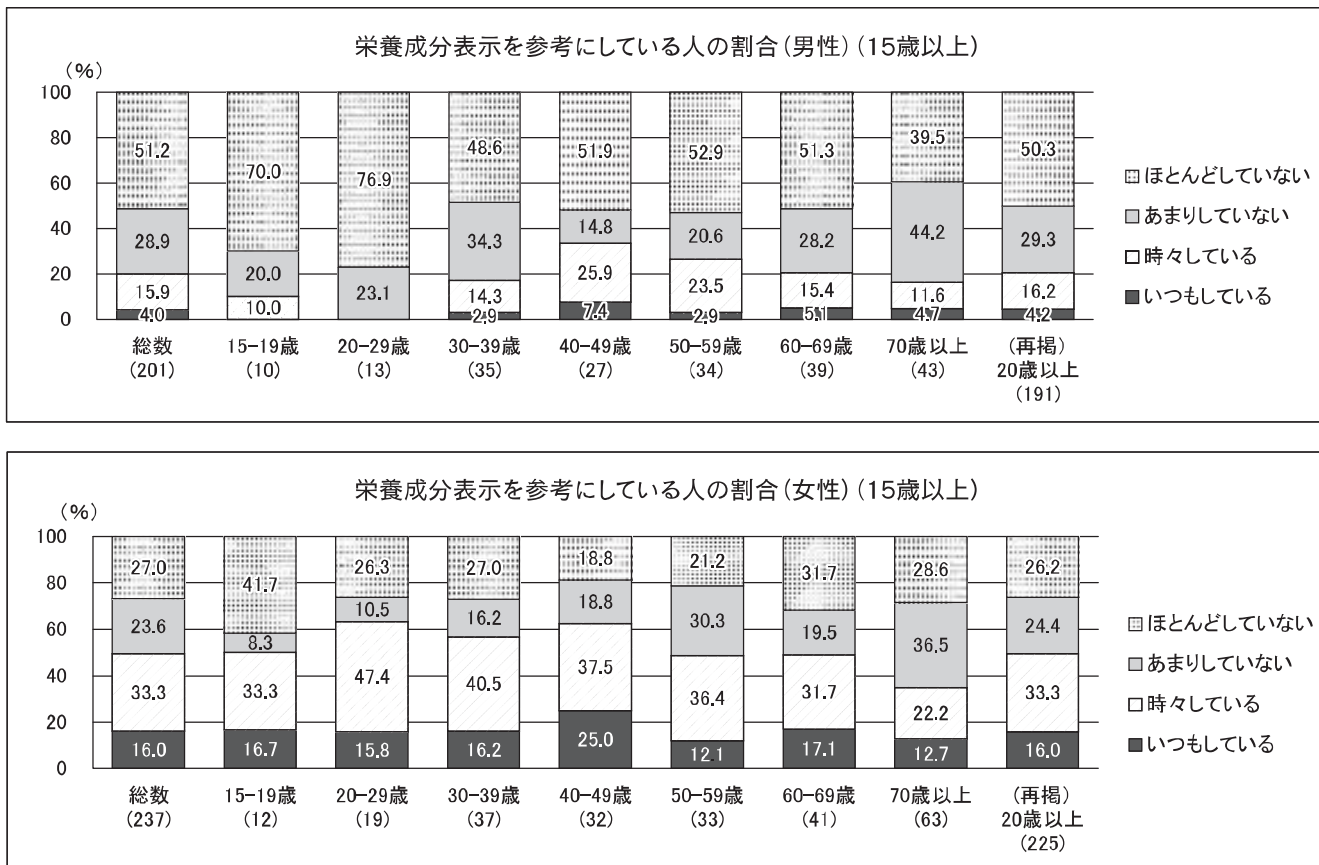 栄養成分表示を参考にしている人の割合(男性)(15歳以上)
(%)
100
80
60
40
20
0
51.2 70.0 76.9 48.6 51.9 52.9 51.3 39.5 50.3
28.9 20.0 23.1 34.3 14.8 20.6 28.2 44.2 29.3
15.9 10.0 14.3 25.9 23.5 15.4 11.6 16.2
4.0 2.9 7.4 2.9 5.1 4.7 4.2
総数 15-19歳 20-29歳 30-39歳 40-49歳 50-59歳 60-69歳 70歳以上 (再掲)
20歳以上
(201) (10) (13) (35) (27) (34) (39) (43) (191)
ほとんどしていない
あまりしていない
時々している
いつもしている
栄養成分表示を参考にしている人の割合(女性)(15歳以上)
(%)
100
80
60
40
20
0
27.0 41.7 26.3 27.0 18.8 21.2 31.7 28.6 26.2
23.6 8.3 10.5 16.2 18.8 30.3 19.5 36.5 24.4
33.3 33.3 47.4 40.5 37.5 36.4 31.7 22.2 33.3
16.0 16.7 15.8 16.2 25.0 12.1 17.1 12.7 16.0
総数 15-19歳 20-29歳 30-39歳 40-49歳 50-59歳 60-69歳 70歳以上 (再掲)
20歳以上
(237) (12) (19) (37) (32) (33) (41) (63) (225)
ほとんどしていない
あまりしていない
時々している
いつもしている